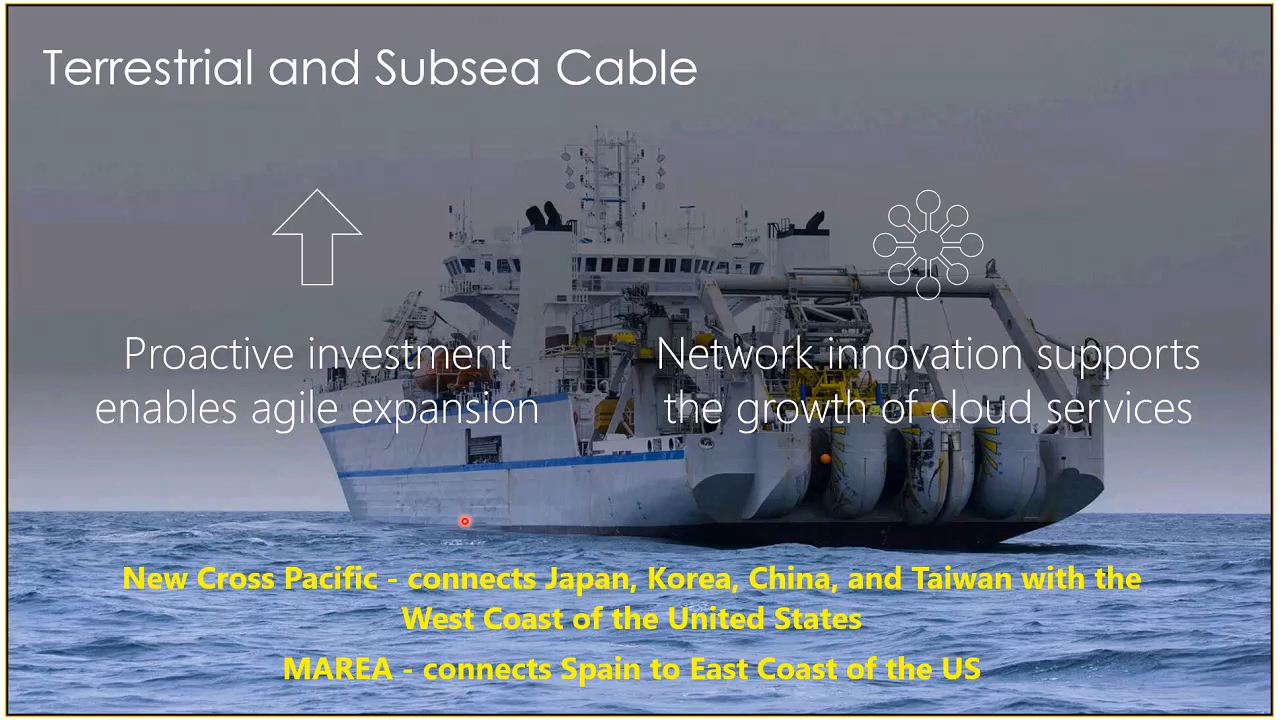 Terrestrial and Subsea Cable
Proactive investment
enables agile expansion
Network innovation supports
the growth of cloud services
New Cross Pacific - connects Japan, Korea, China, and Taiwan with the
West Coast of the United States
MAREA - connects Spain to East Coast of the US